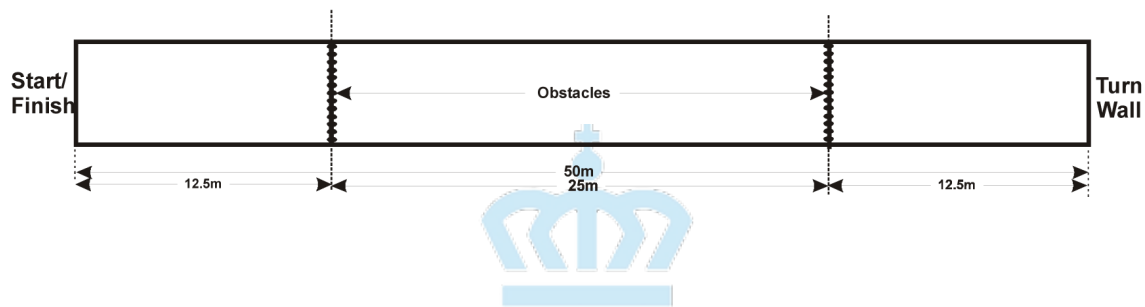 Start/
Finish
Obstacles
Turn
Wall
50m
12.5m
25m
12.5m